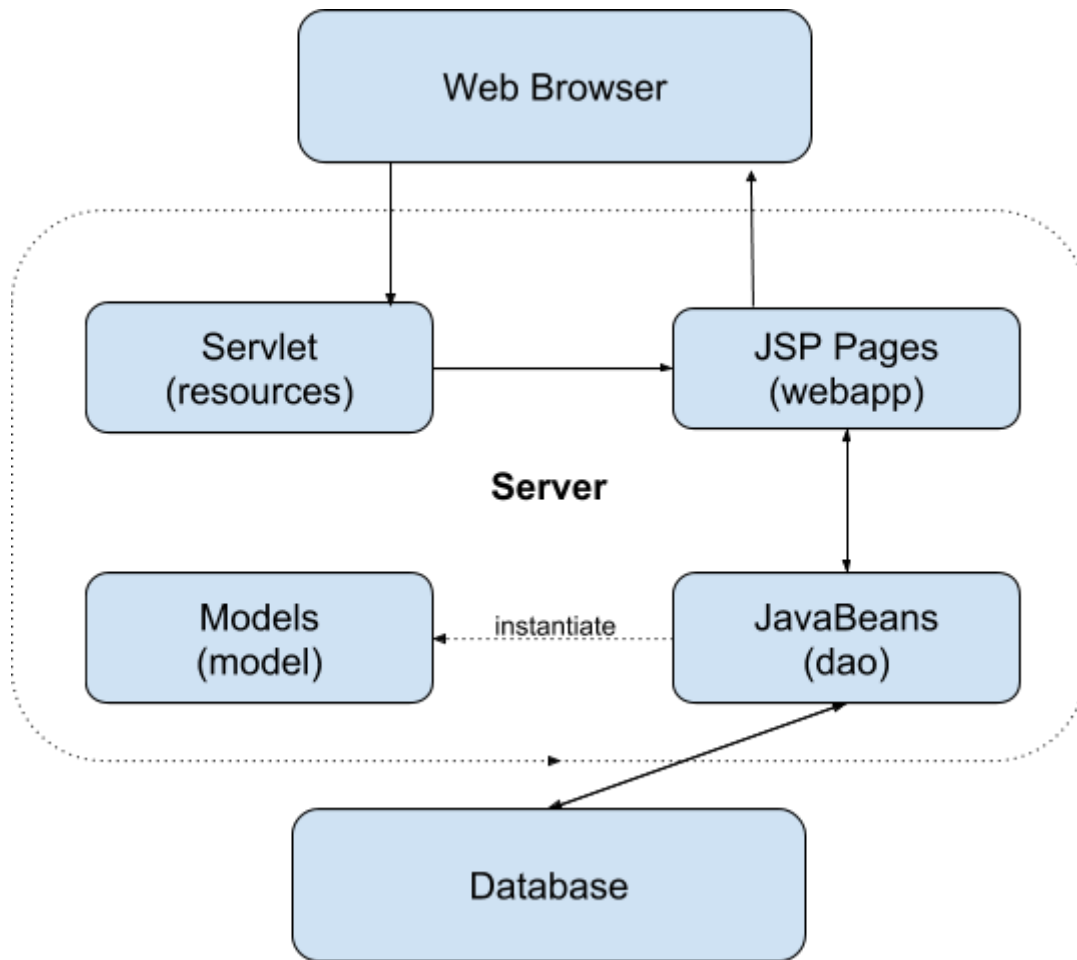 Web Browser
Servlet
(resources)
JSP Pages
(webapp)
Server
Models
(model)
instantiate
JavaBeans
(dao)
Database